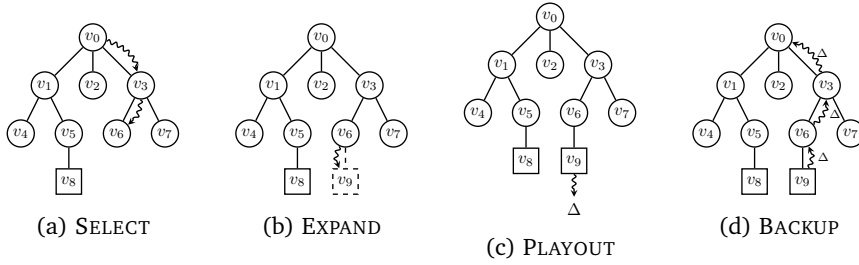 v0 v0 v0 v0
v1 v2 v3 v1 v2 v3 v1 v2 v3 v1 v2 v3 Δ
v4 v5 v6 v7 v4 v5 v6 v7 v4 v5 v6 v7 v4 v5 v6 v7 Δ
v8 v8 v9 v8 v9 v8 v9 Δ
Δ
(a) SELECT (b) EXPAND (c) PLAYOUT (d) BACKUP